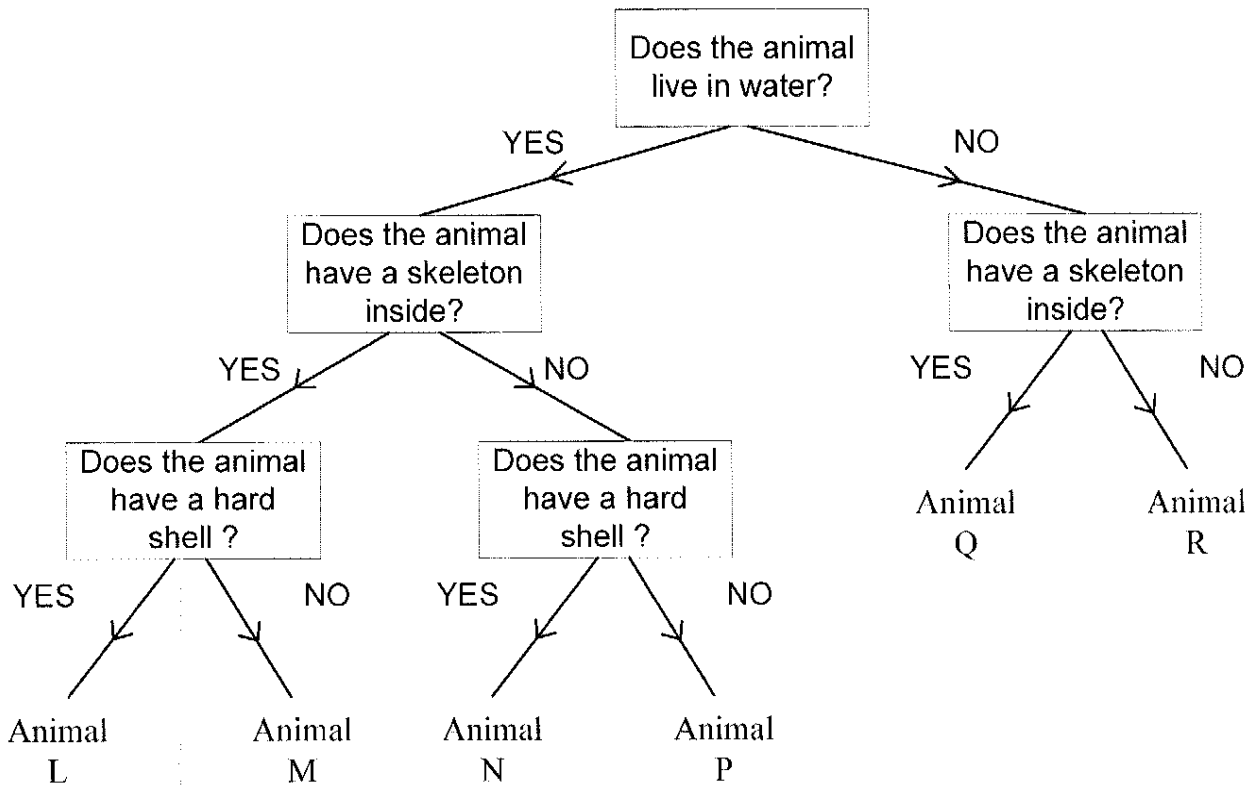 Does the animal
live in water?
YES
NO
Does the animal
have a skeleton
inside?
Does the animal
have a skeleton
inside?
YES
NO
YES
NO
Does the animal
have a hard
shell ?
Does the animal
have a hard
shell ?
Animal
Q
Animal
R
YES
NO
YES
NO
Animal
L
Animal
M
Animal
N
Animal
P